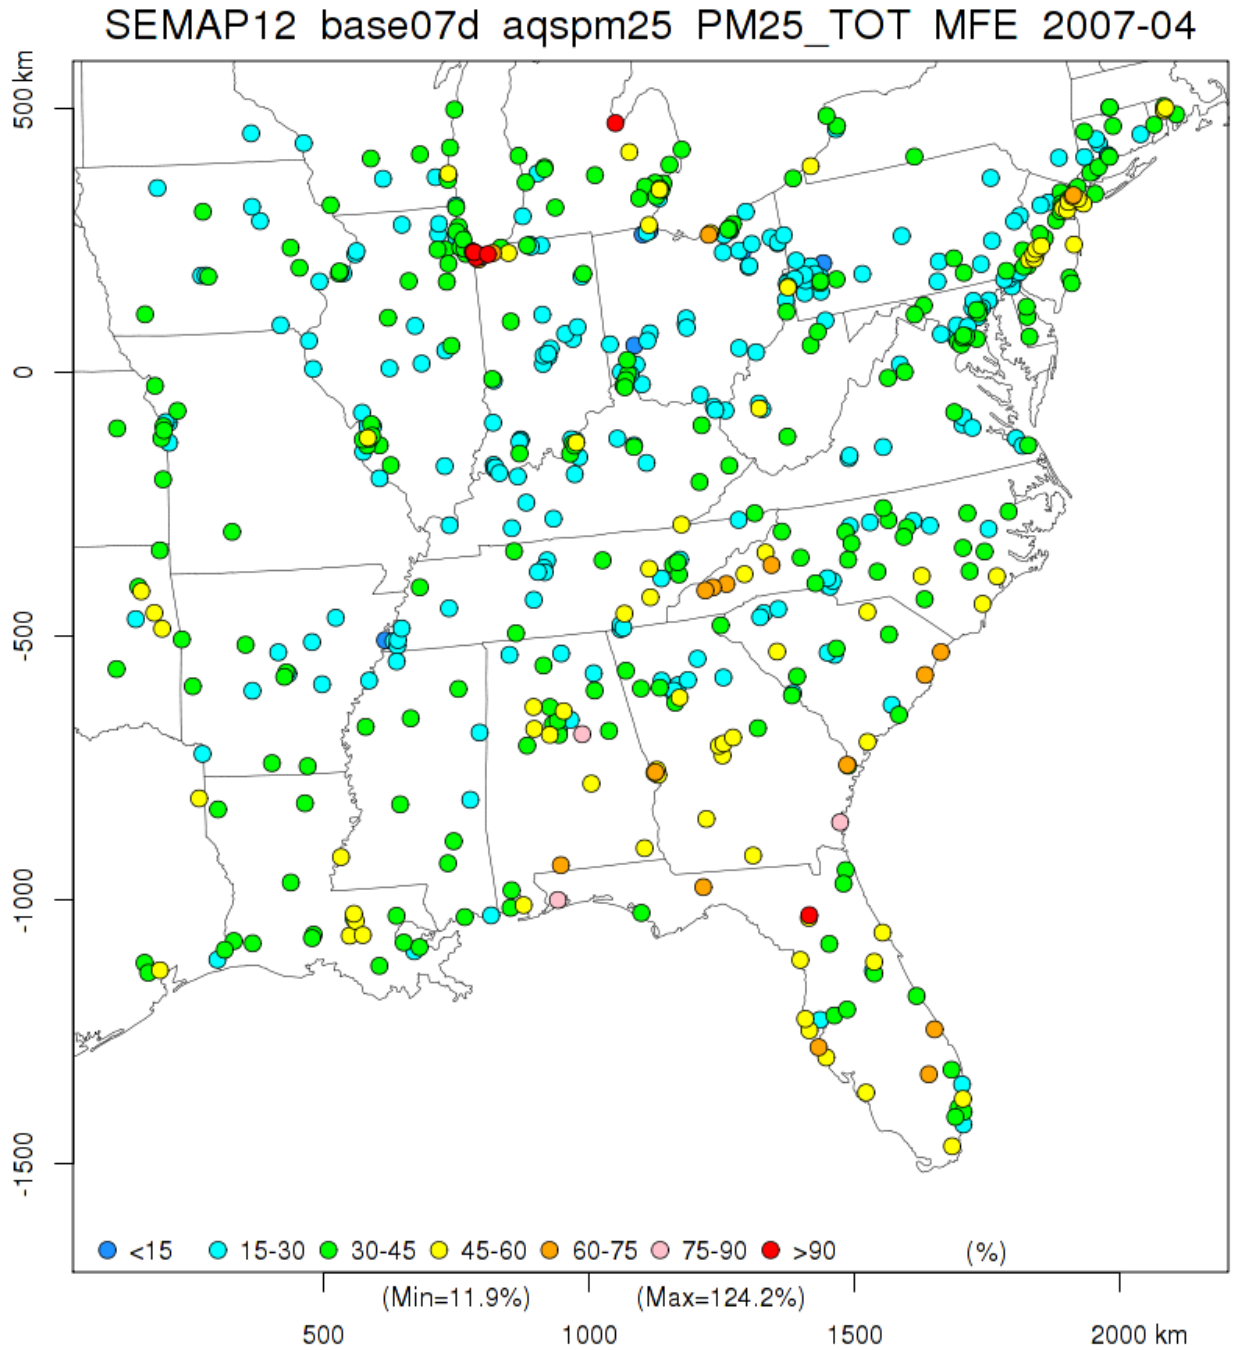 SEMAP12 base07d aqspm25 PM25_TOT MFE 2007-04
500 km
0
-500
-1000
-1500
<15 15-30 30-45 45-60 60-75 75-90 >90 (%)
(Min=11.9%) (Max=124.2%)
500 1000 1500 2000 km